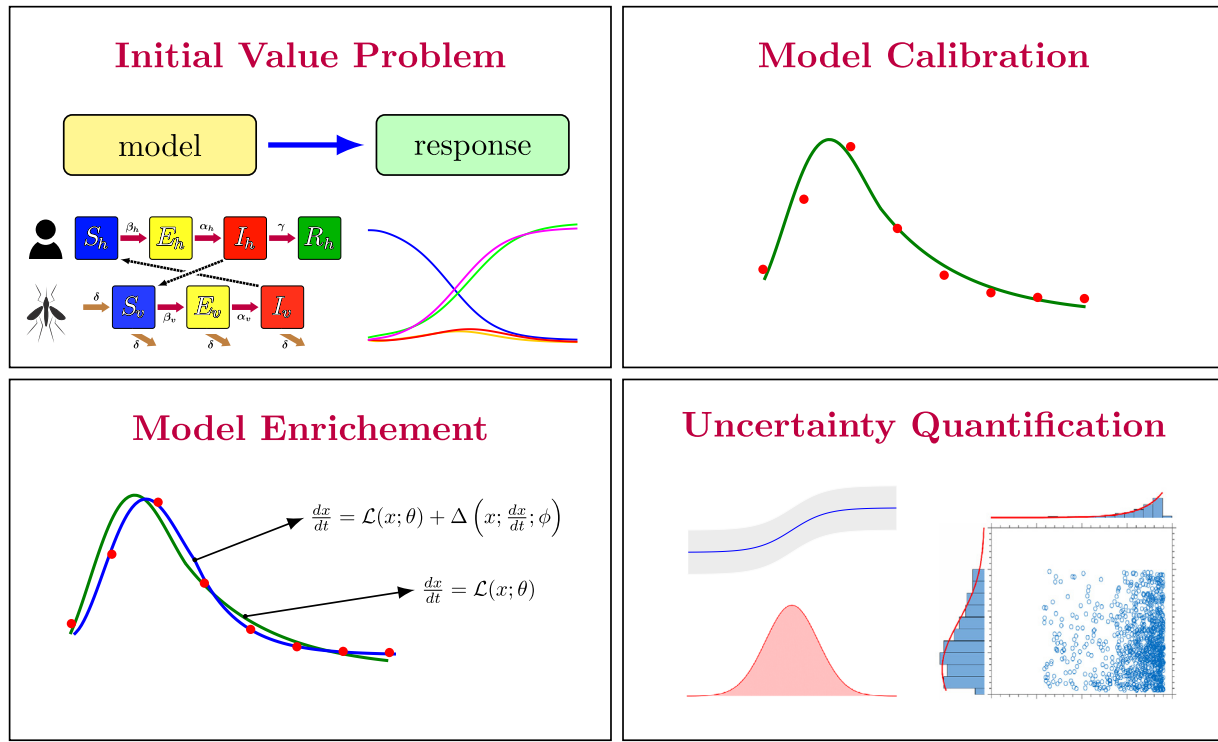 Initial Value Problem
model
response
β_h α_h γ
S_h E_h I_h R_h
δ
S_v E_v I_v
β_v α_v
δ δ δ
Model Calibration
Model Enrichement
dx/dt = ℒ(x; θ) + Δ (x; dx/dt; ϕ)
dx/dt = ℒ(x; θ)
Uncertainty Quantification